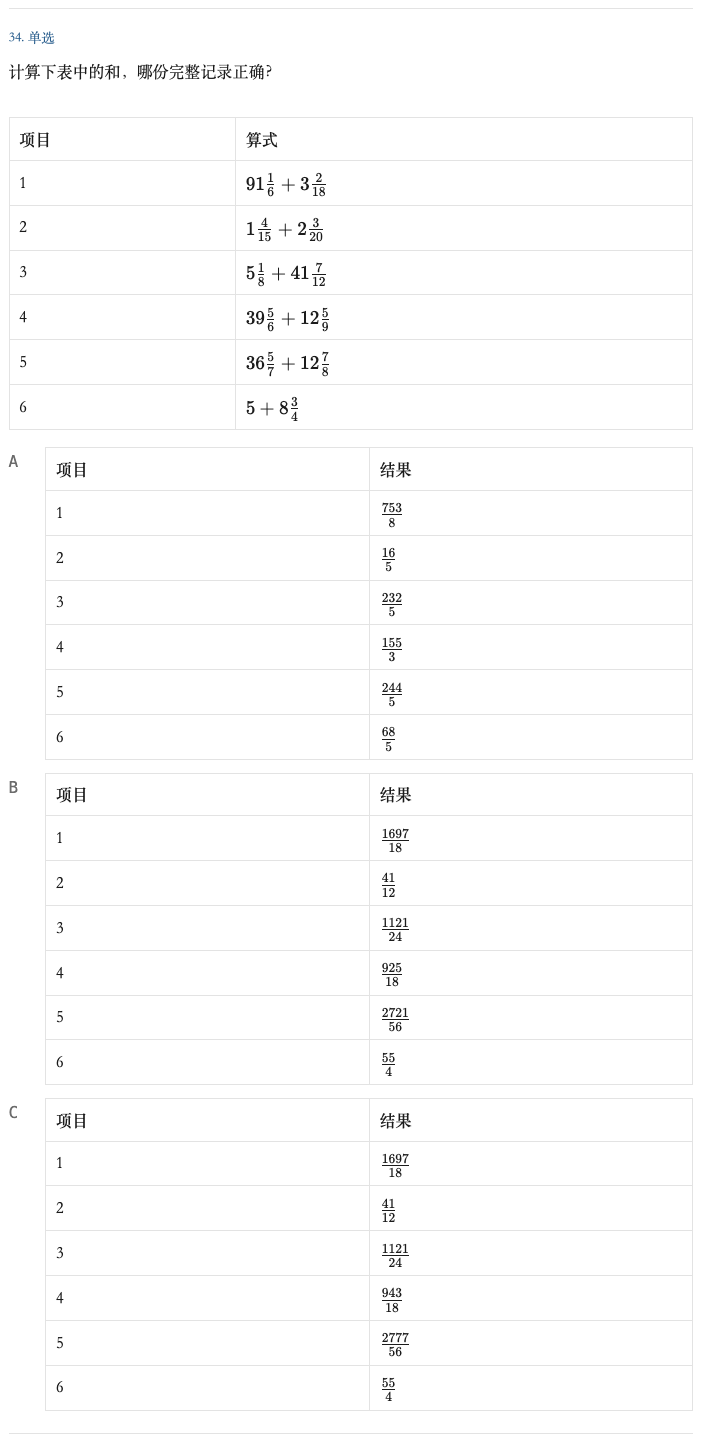 34. 单选
计算下表中的和，哪份完整记录正确?
项目 算式
1 91 1/6 + 3 2/18
2 1 4/15 + 2 3/20
3 5 1/8 + 41 7/12
4 39 5/6 + 12 5/9
5 36 5/7 + 12 7/8
6 5 + 8 3/4
A
项目 结果
1 753/8
2 16/5
3 232/5
4 155/3
5 244/5
6 68/5
B
项目 结果
1 1697/18
2 41/12
3 1121/24
4 925/18
5 2721/56
6 55/4
C
项目 结果
1 1697/18
2 41/12
3 1121/24
4 943/18
5 2777/56
6 55/4